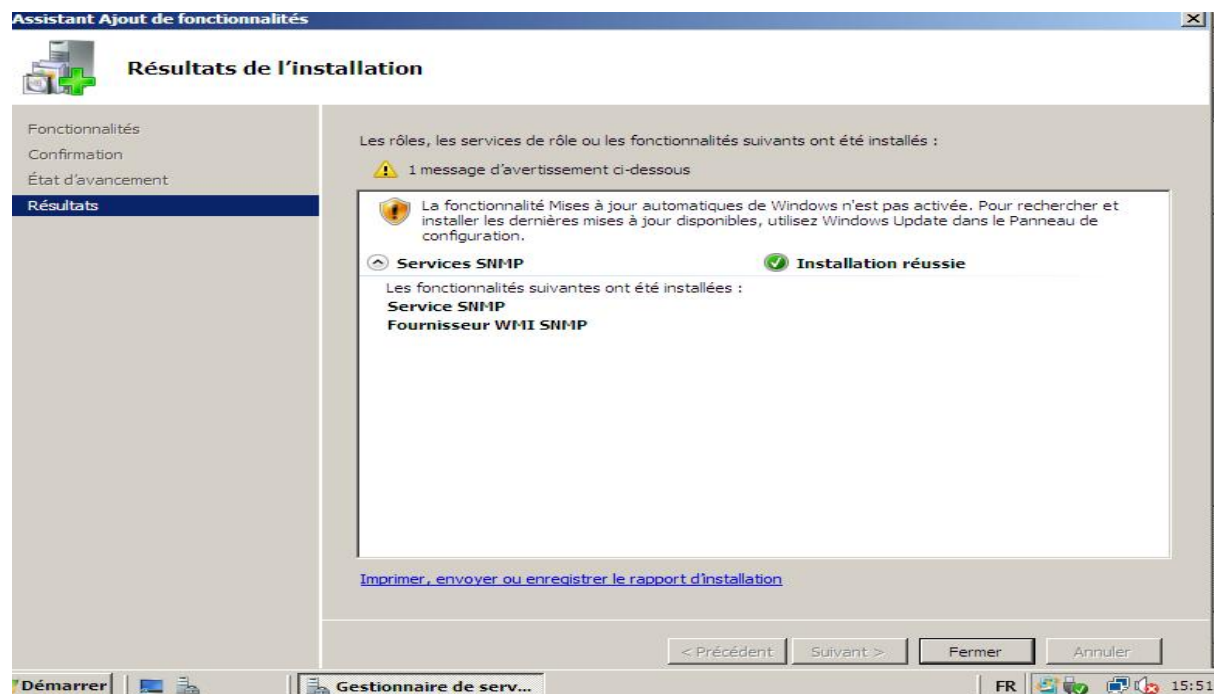 Assistant Ajout de fonctionnalités
Résultats de l'installation
Fonctionnalités
Confirmation
État d'avancement
Résultats
Les rôles, les services de rôle ou les fonctionnalités suivants ont été installés :
1 message d'avertissement ci-dessous
La fonctionnalité Mises à jour automatiques de Windows n'est pas activée. Pour rechercher et
installer les dernières mises à jour disponibles, utilisez Windows Update dans le Panneau de
configuration.
Services SNMP
Installation réussie
Les fonctionnalités suivantes ont été installées :
Service SNMP
Fournisseur WMI SNMP
Imprimer, envoyer ou enregistrer le rapport d'installation
< Précédent
Suivant >
Fermer
Annuler
Démarrer
Gestionnaire de serv...
FR
15:51